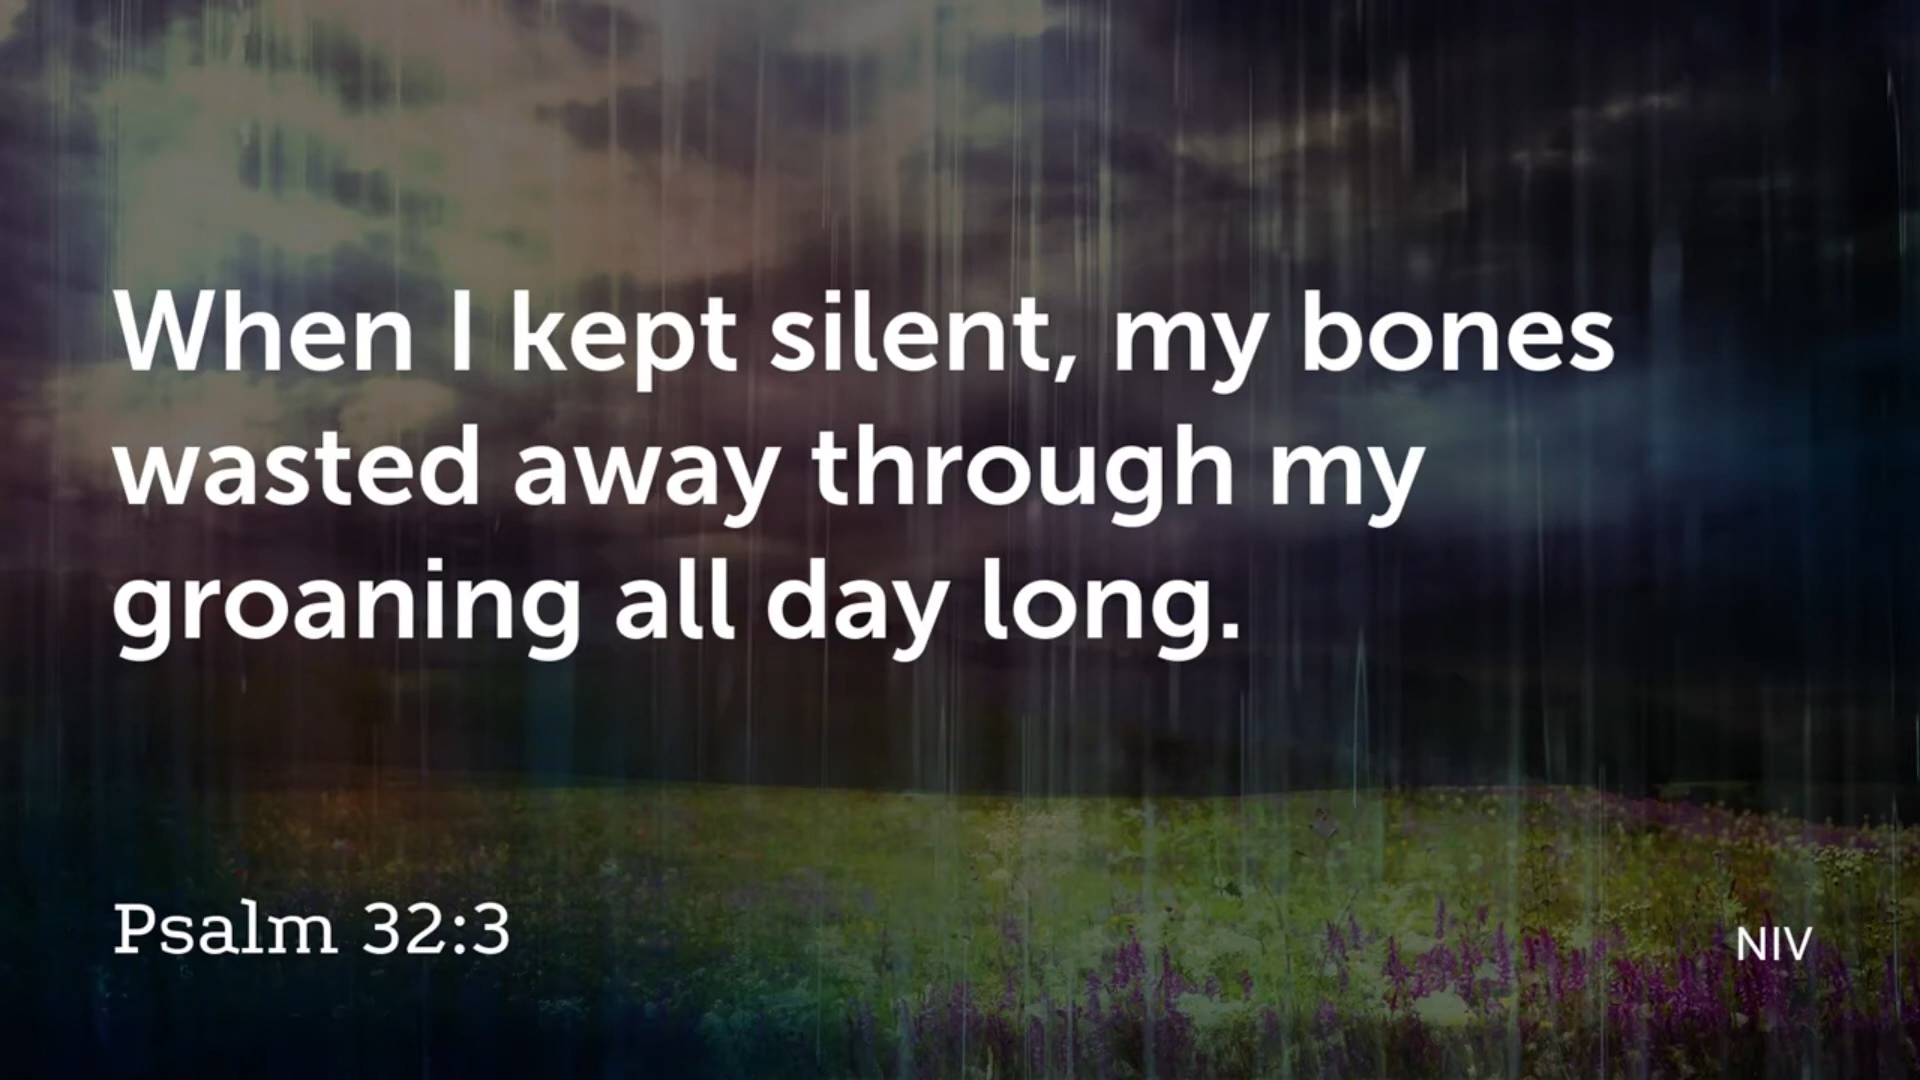 When I kept silent, my bones
wasted away through my
groaning all day long.
Psalm 32:3
NIV